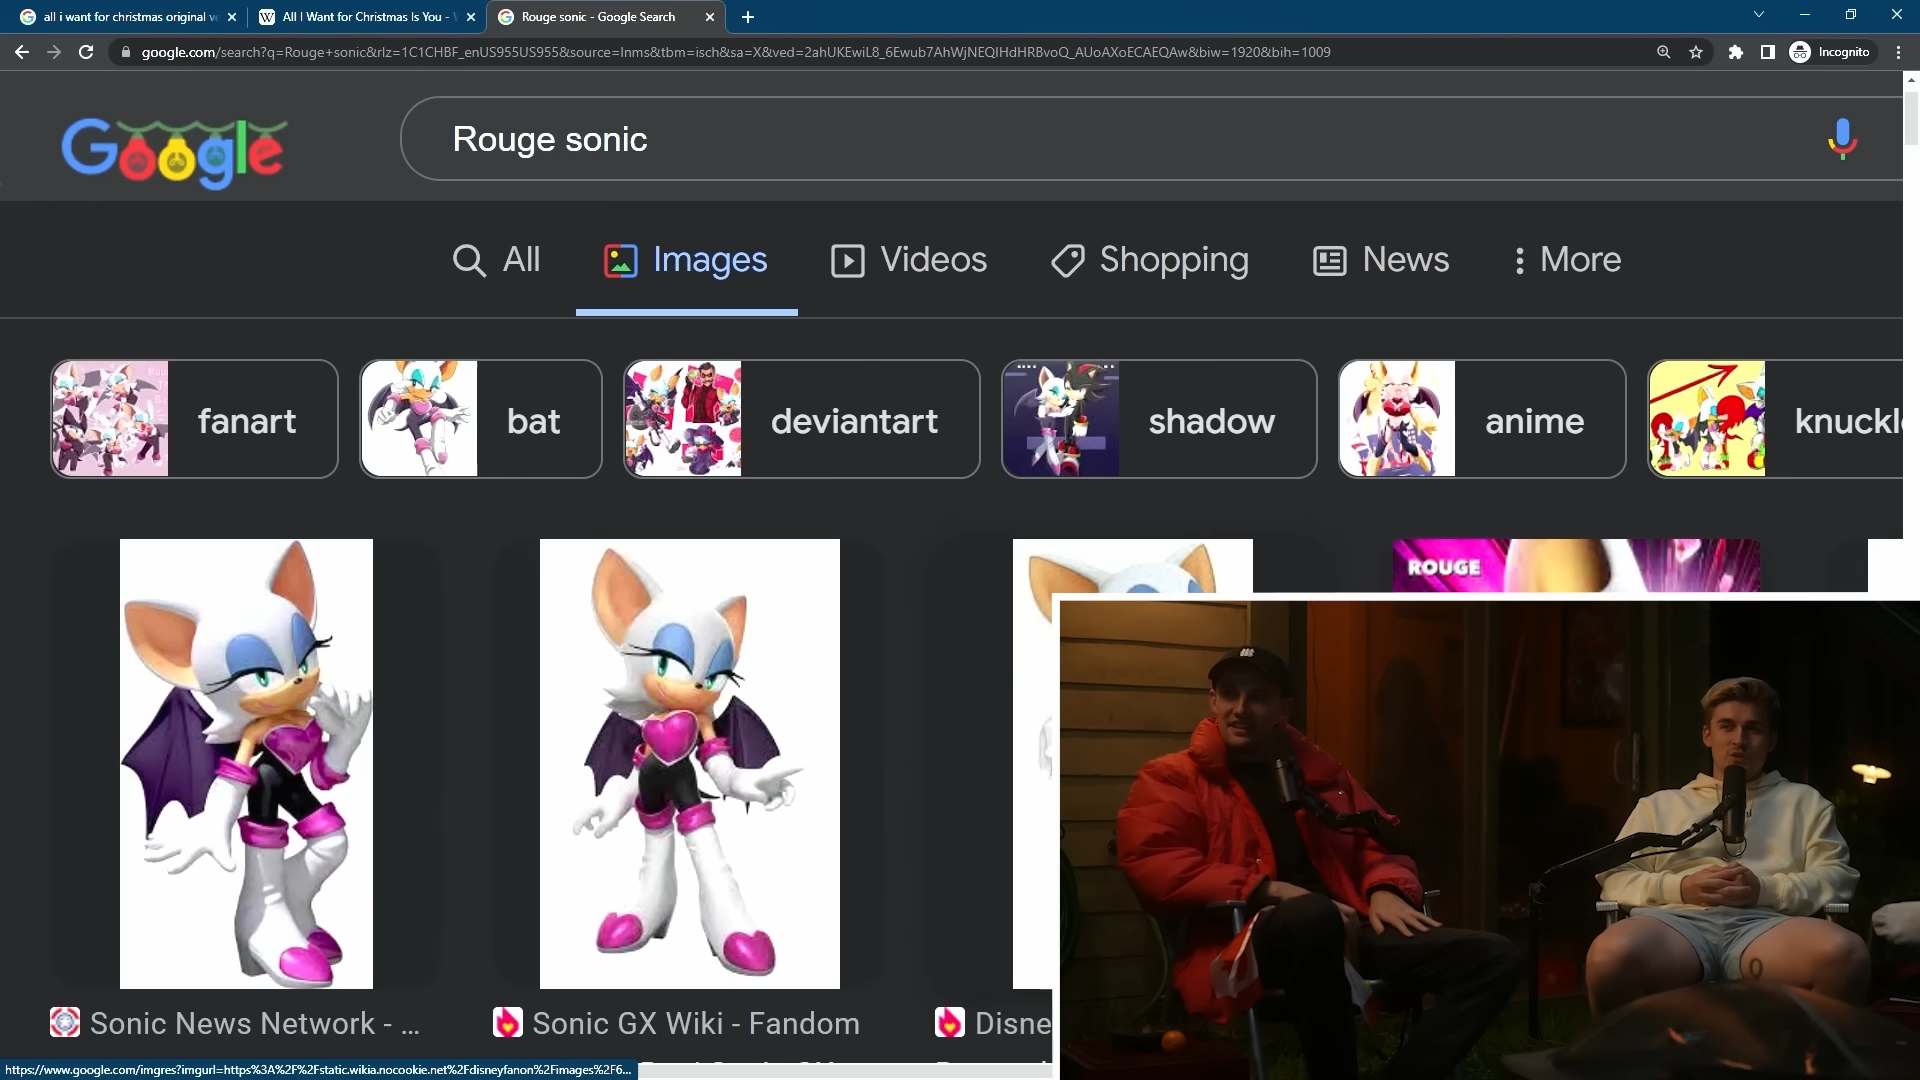 all i want for christmas original ve
All I Want for Christmas Is You - W
Rouge sonic - Google Search
google.com/search?q=Rouge+sonic&rlz=1C1CHBF_enUS955US955&source=lnms&tbm=isch&sa=X&ved=2ahUKEwiL8_6Ewub7AhWjNEQIHdHRBvoQ_AUoAXoECAEQAw&biw=1920&bih=1009
Incognito
Google
Rouge sonic
All
Images
Videos
Shopping
News
More
fanart
bat
deviantart
shadow
anime
knuckl
ROUGE
Sonic News Network - ...
Sonic GX Wiki - Fandom
Disne
https://www.google.com/imgres?imgurl=https%3A%2F%2Fstatic.wikia.nocookie.net%2Fdisneyfanon%2Fimages%2F6...